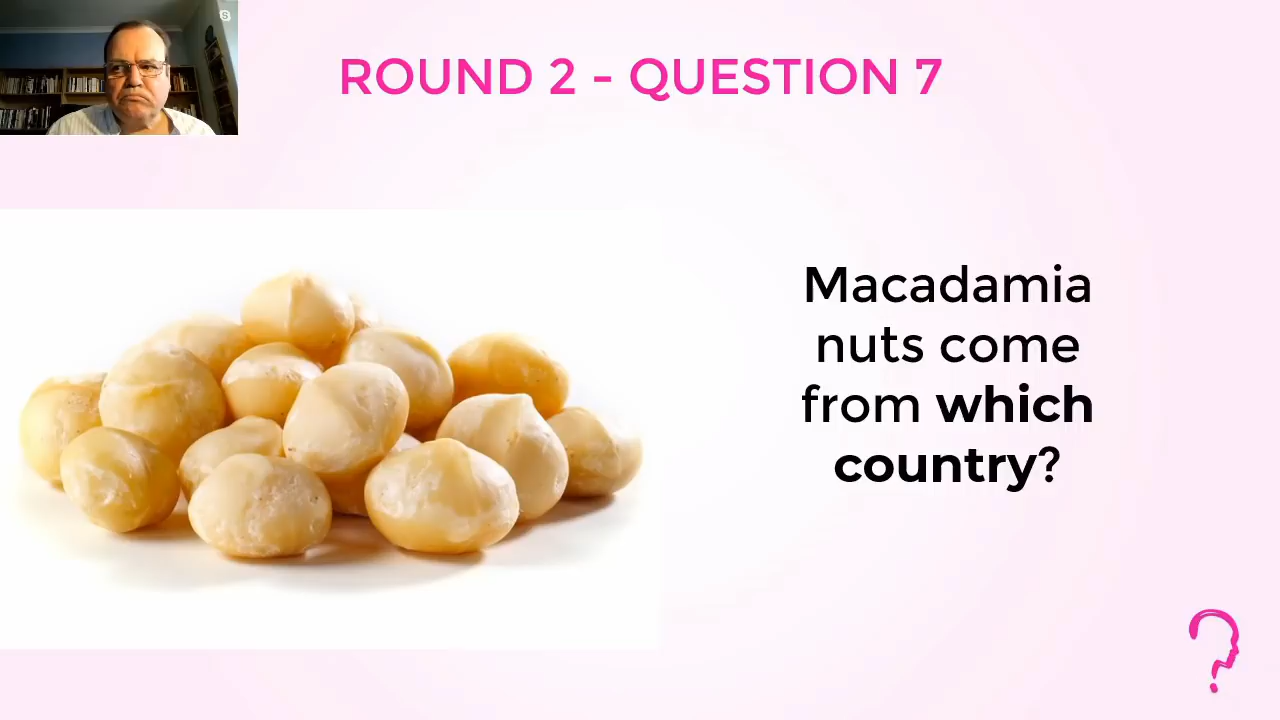 ROUND 2 - QUESTION 7
Macadamia
nuts come
from which
country?